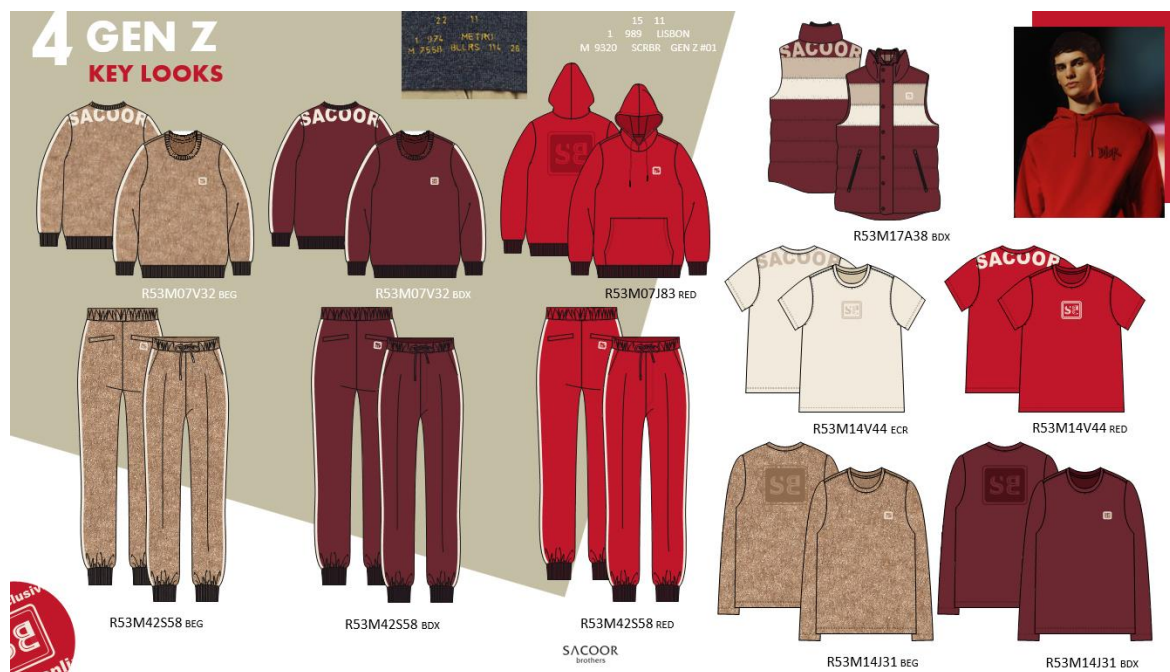 4 GEN Z
KEY LOOKS
22 11
1 974 METRO
M 7550 BLLRS 114 26
15 11
1 989 LISBON
M 9320 SCRBR GEN Z #01
SACOOR
SACOOR
SACOOR
R53M07V32 BEG
R53M07V32 BDX
R53M07J83 RED
R53M17A38 BDX
SACOOR
SACOOR
R53M14V44 ECR
R53M14V44 RED
R53M42S58 BEG
R53M42S58 BDX
R53M42S58 RED
R53M14J31 BEG
R53M14J31 BDX
SACOOR
brothers